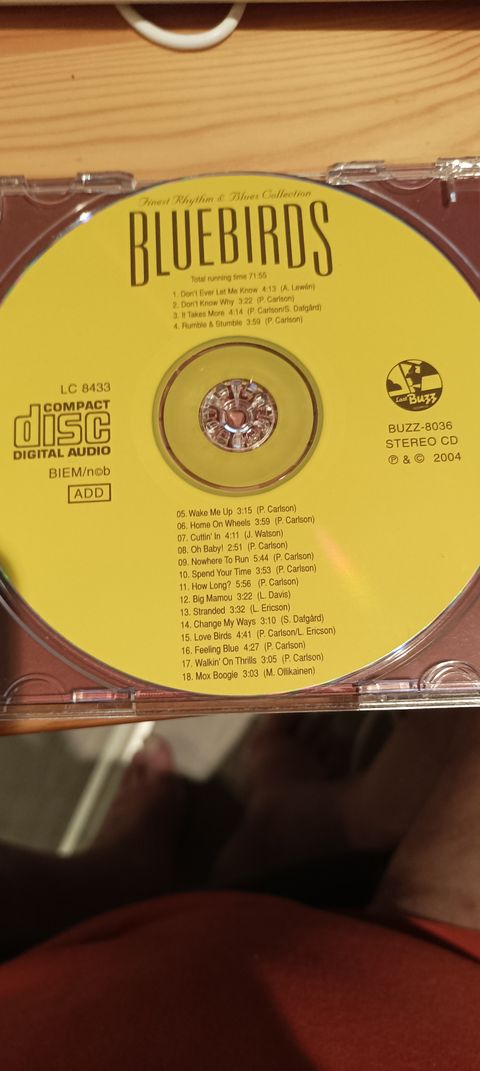 Finest Rhythm & Blues Collection
BLUEBIRDS
Total running time 71:55
1. Don't Ever Let Me Know 4:13 (A. Lewén)
2. Don't Know Why 3:22 (P. Carlson)
3. It Takes More 4:14 (P. Carlson/S. Dafgård)
4. Rumble & Stumble 3:59 (P. Carlson)
LC 8433
COMPACT
disc
DIGITAL AUDIO
BIEM/n©b
ADD
Last Buzz
BUZZ-8036
STEREO CD
℗ & © 2004
05. Wake Me Up 3:15 (P. Carlson)
06. Home On Wheels 3:59 (P. Carlson)
07. Cuttin' In 4:11 (J. Watson)
08. Oh Baby! 2:51 (P. Carlson)
09. Nowhere To Run 5:44 (P. Carlson)
10. Spend Your Time 3:53 (P. Carlson)
11. How Long? 5:56 (P. Carlson)
12. Big Mamou 3:22 (L. Davis)
13. Stranded 3:32 (L. Ericson)
14. Change My Ways 3:10 (S. Dafgård)
15. Love Birds 4:41 (P. Carlson/L. Ericson)
16. Feeling Blue 4:27 (P. Carlson)
17. Walkin' On Thrills 3:05 (P. Carlson)
18. Mox Boogie 3:03 (M. Ollikainen)